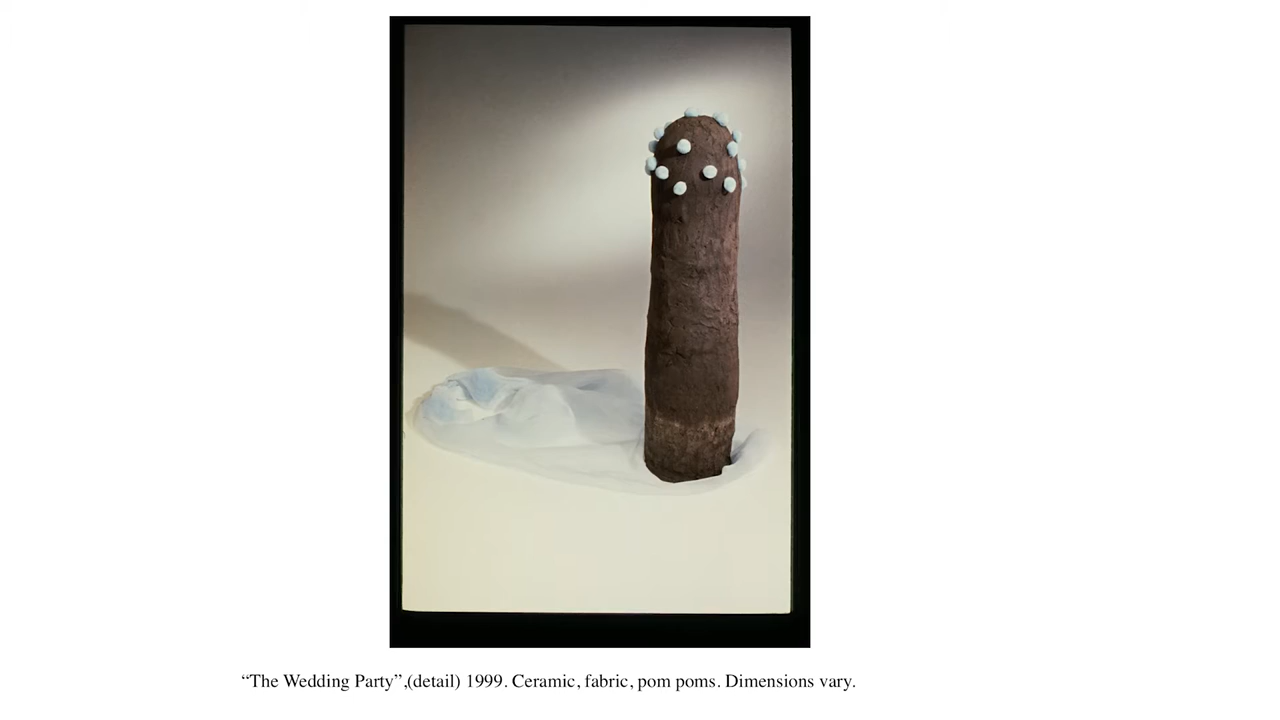 “The Wedding Party”,(detail) 1999. Ceramic, fabric, pom poms. Dimensions vary.